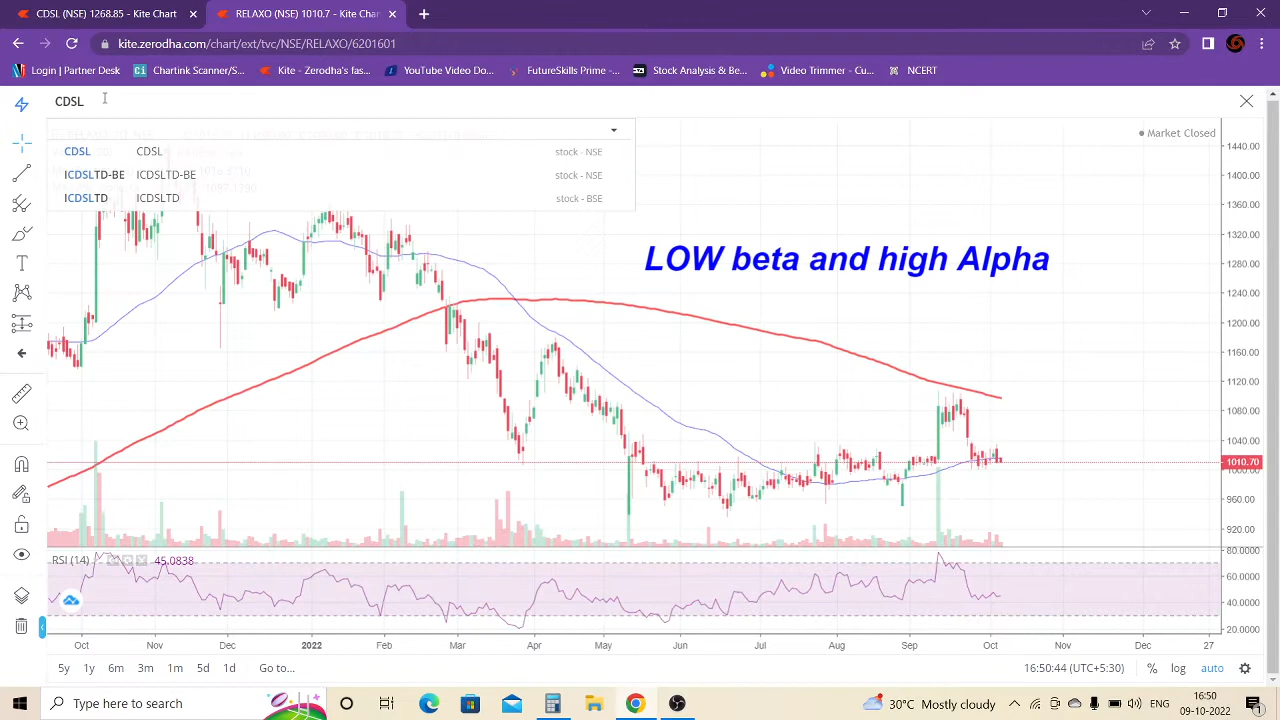 CDSL (NSE) 1268.85 - Kite Chart
RELAXO (NSE) 1010.7 - Kite Char
kite.zerodha.com/chart/ext/tvc/NSE/RELAXO/6201601
Login | Partner Desk
Chartink Scanner/S...
Kite - Zerodha's fas...
YouTube Video Do...
FutureSkills Prime...
Stock Analysis & Be...
Video Trimmer - Cu...
NCERT
CDSL
CDSL CDSL stock - NSE
ICDSLTD-BE ICDSLTD-BE stock - NSE
ICDSLTD ICDSLTD stock - BSE
Market Closed
LOW beta and high Alpha
1440.00
1400.00
1360.00
1320.00
1280.00
1240.00
1200.00
1160.00
1120.00
1080.00
1040.00
1010.70
1000.00
960.00
920.00
RSI (14) 45.0838
80.0000
60.0000
40.0000
20.0000
Oct Nov Dec 2022 Feb Mar Apr May Jun Jul Aug Sep Oct Nov Dec 27
5y 1y 6m 3m 1m 5d 1d Go to... 16:50:44 (UTC+5:30) % log auto
Type here to search
30°C Mostly cloudy
ENG
16:50
09-10-2022
1